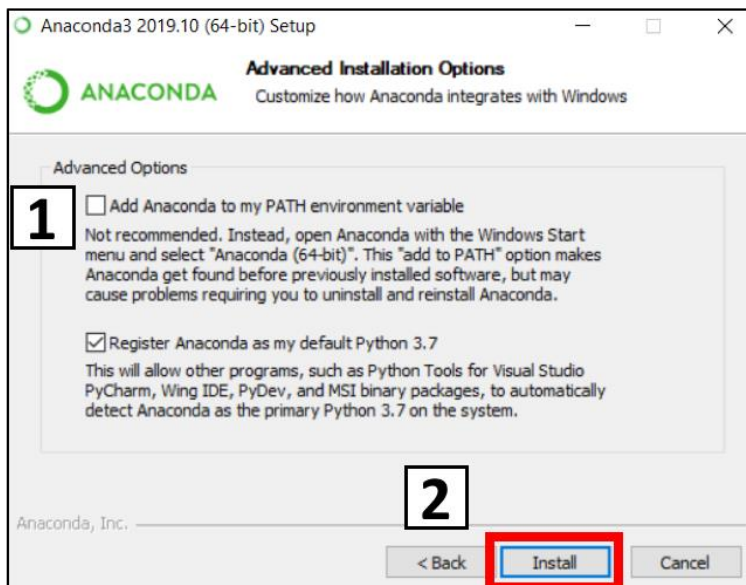 Anaconda3 2019.10 (64-bit) Setup
ANACONDA
Advanced Installation Options
Customize how Anaconda integrates with Windows
Advanced Options
1
Add Anaconda to my PATH environment variable
Not recommended. Instead, open Anaconda with the Windows Start
menu and select "Anaconda (64-bit)". This "add to PATH" option makes
Anaconda get found before previously installed software, but may
cause problems requiring you to uninstall and reinstall Anaconda.
Register Anaconda as my default Python 3.7
This will allow other programs, such as Python Tools for Visual Studio
PyCharm, Wing IDE, PyDev, and MSI binary packages, to automatically
detect Anaconda as the primary Python 3.7 on the system.
2
Anaconda, Inc.
< Back
Install
Cancel